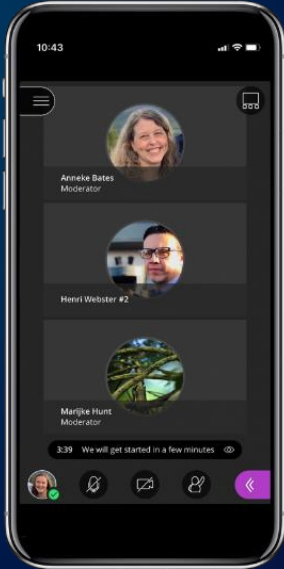 10:43
Anneke Bates
Moderator
Henri Webster #2
Marijke Hunt
Moderator
3:39 We will get started in a few minutes